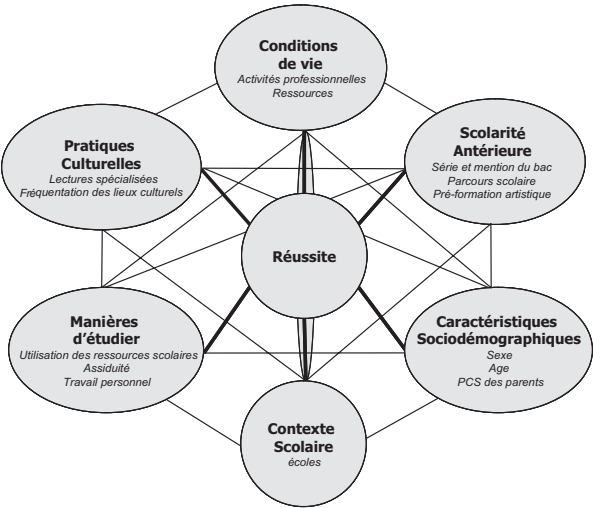 Conditions
de vie
Activités professionnelles
Ressources
Pratiques
Culturelles
Lectures spécialisées
Fréquentation des lieux culturels
Scolarité
Antérieure
Série et mention du bac
Parcours scolaire
Pré-formation artistique
Réussite
Manières
d'étudier
Utilisation des ressources scolaires
Assiduité
Travail personnel
Caractéristiques
Sociodémographiques
Sexe
Age
PCS des parents
Contexte
Scolaire
écoles